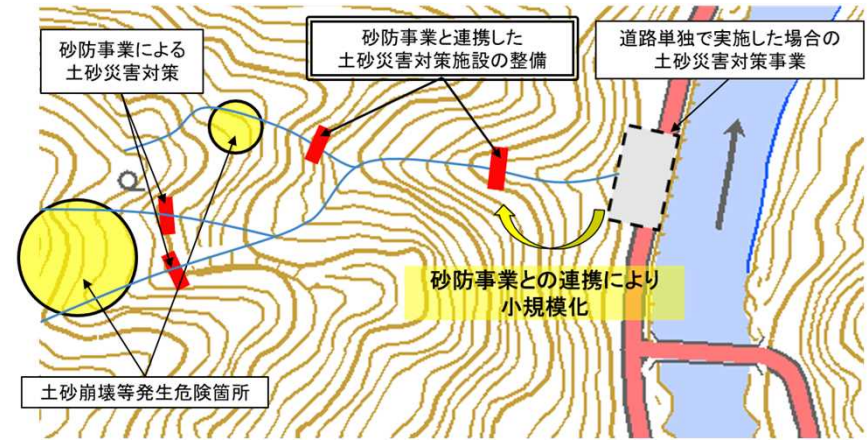 砂防事業による
土砂災害対策
砂防事業と連携した
土砂災害対策施設の整備
道路単独で実施した場合の
土砂災害対策事業
砂防事業との連携により
小規模化
土砂崩壊等発生危険箇所